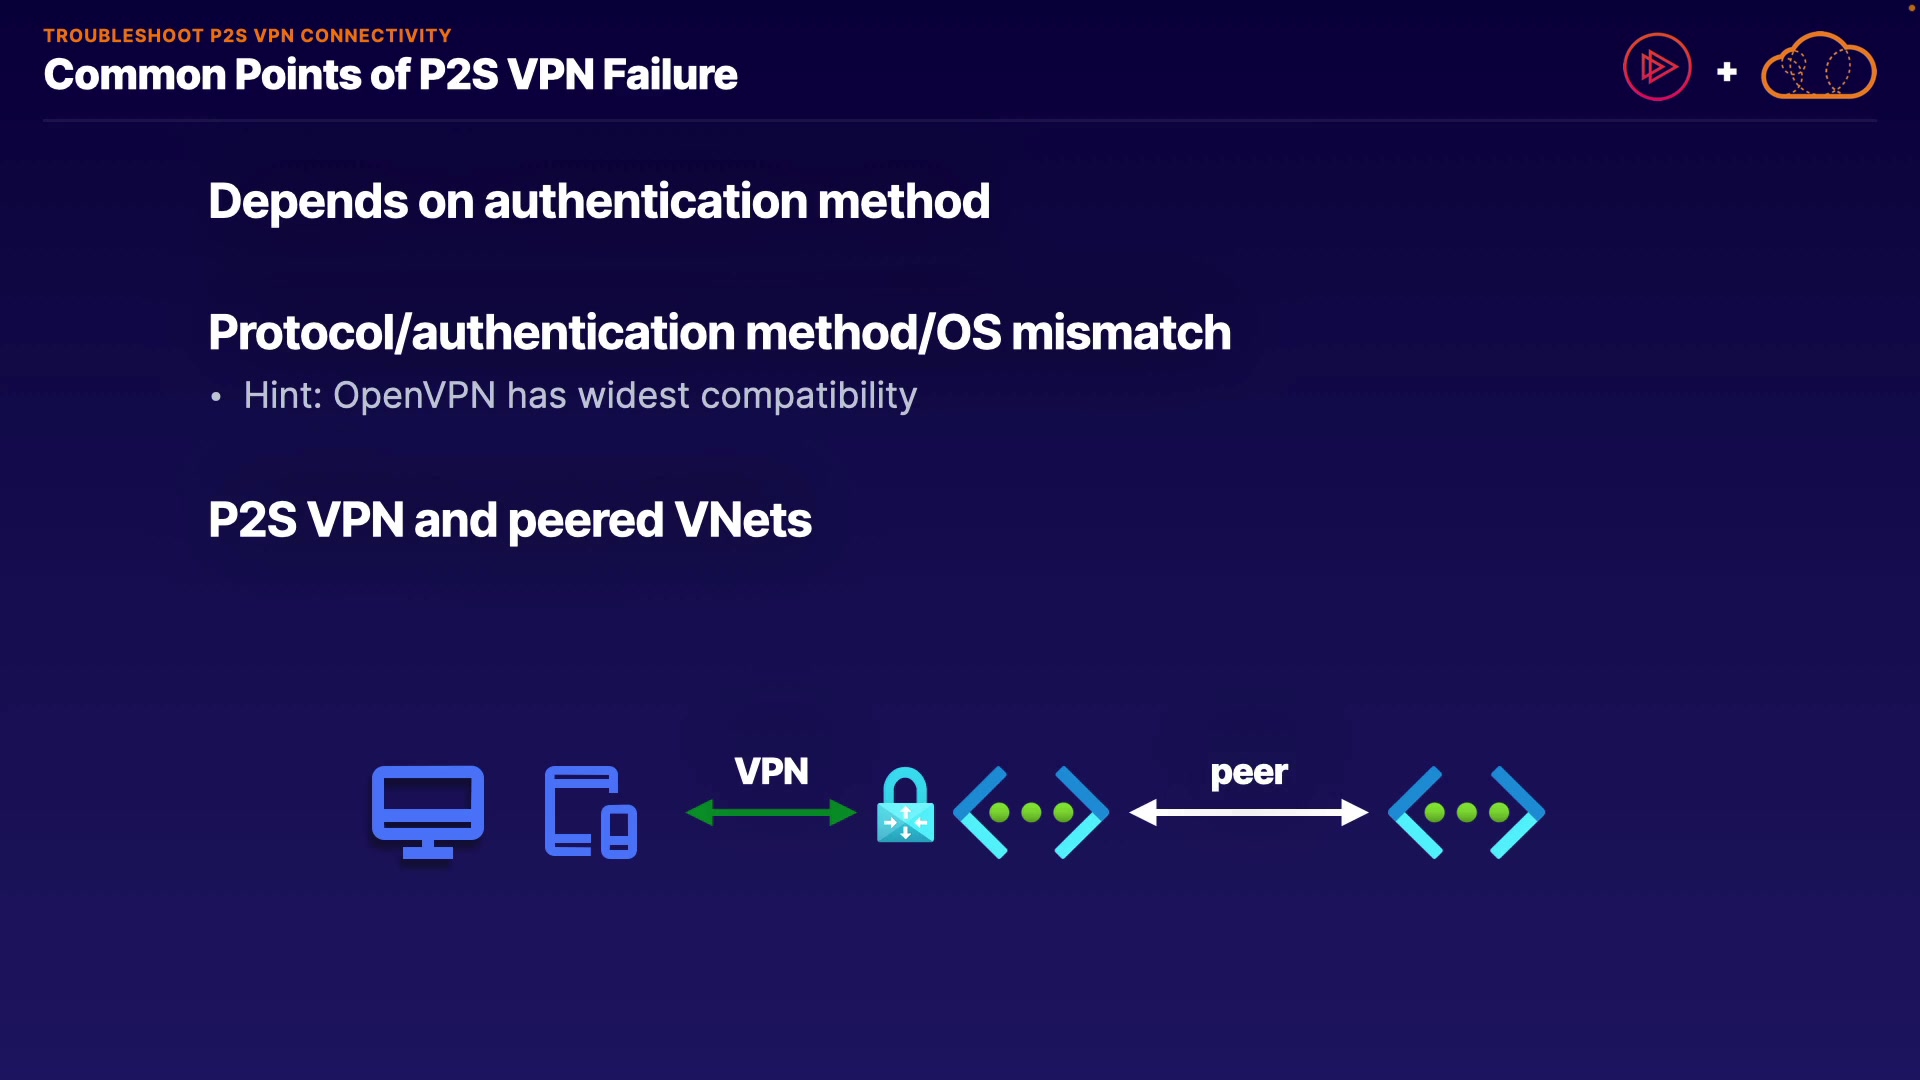 TROUBLESHOOT P2S VPN CONNECTIVITY
Common Points of P2S VPN Failure
+
Depends on authentication method
Protocol/authentication method/OS mismatch
• Hint: OpenVPN has widest compatibility
P2S VPN and peered VNets
VPN
peer